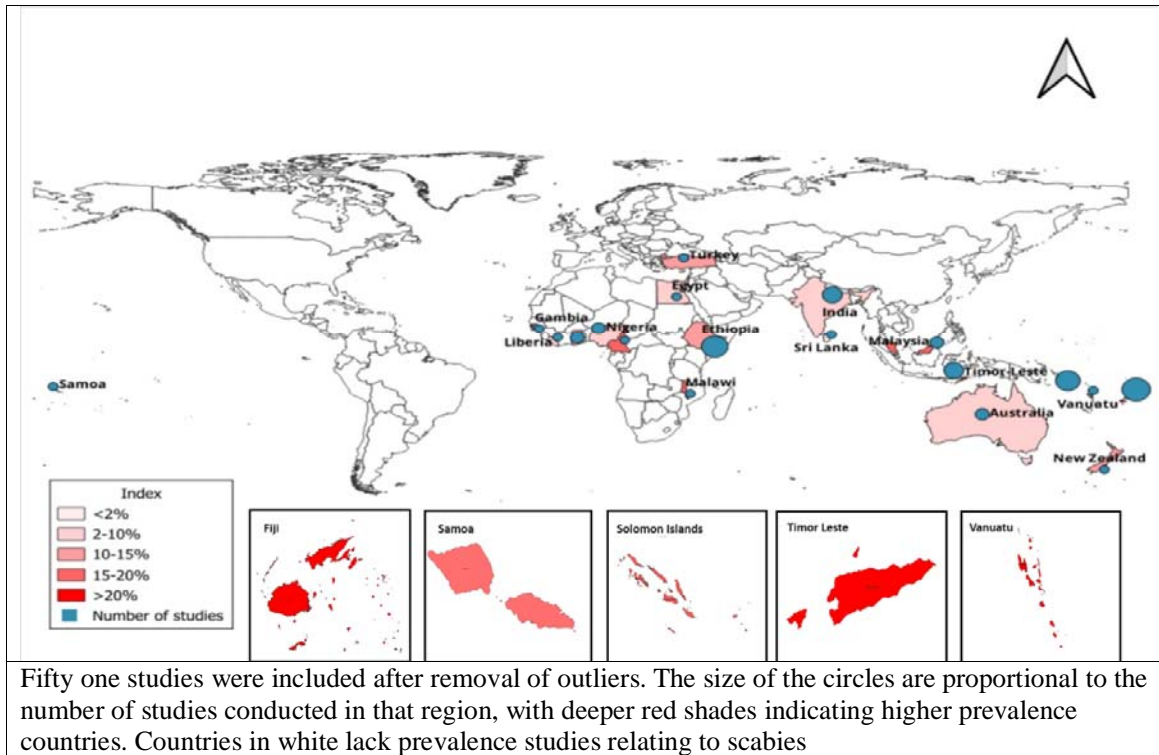 Turkey
Egypt
Gambia
Nigeria
Ethiopia
India
Liberia
Sri Lanka
Malaysia
Samoa
Malawi
Timor-Leste
Vanuatu
Australia
New Zealand
Index
<2%
2-10%
10-15%
15-20%
>20%
Number of studies
Fiji
Samoa
Solomon Islands
Timor Leste
Vanuatu
Fifty one studies were included after removal of outliers. The size of the circles are proportional to the
number of studies conducted in that region, with deeper red shades indicating higher prevalence
countries. Countries in white lack prevalence studies relating to scabies